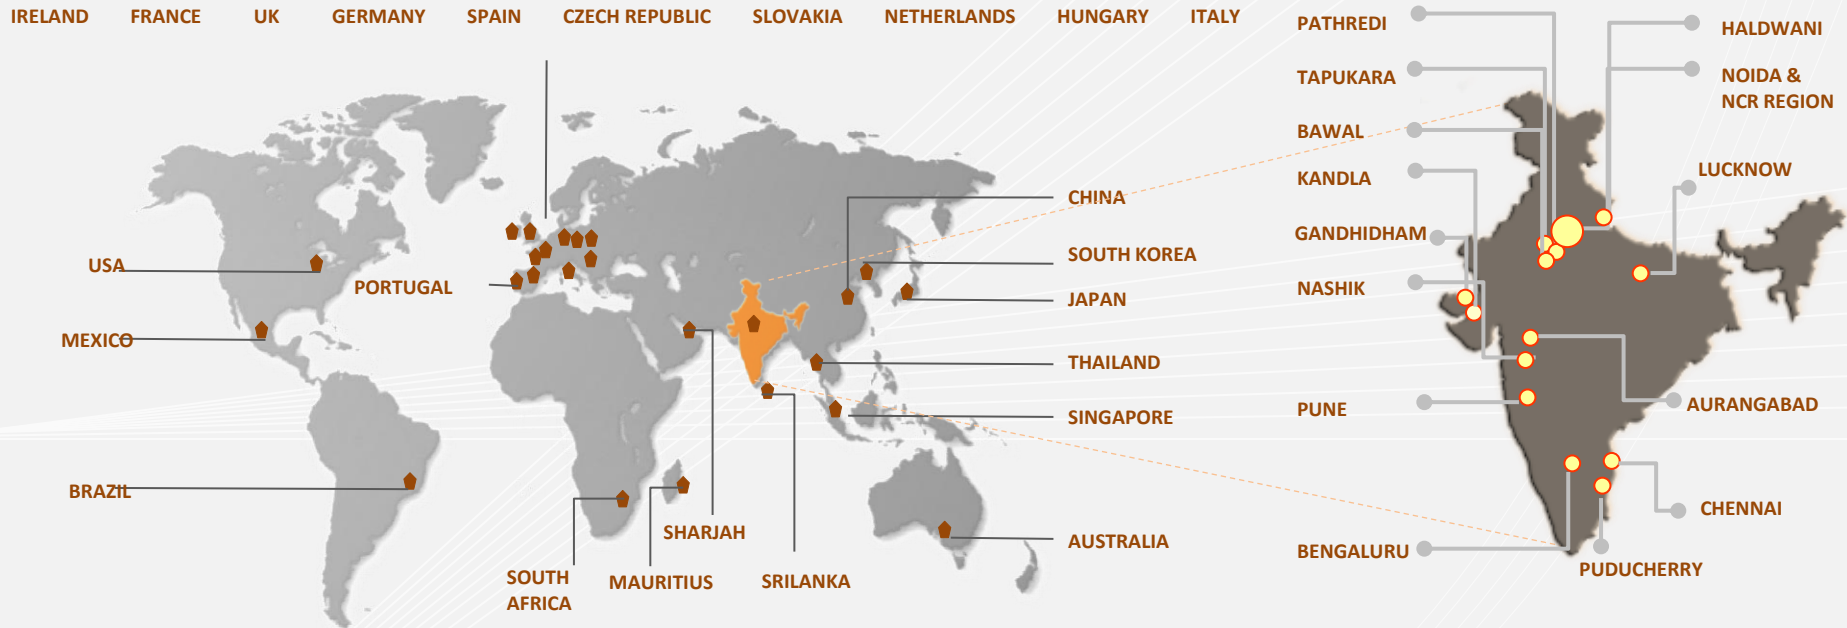 IRELAND FRANCE UK GERMANY SPAIN CZECH REPUBLIC SLOVAKIA NETHERLANDS HUNGARY ITALY
USA
PORTUGAL
MEXICO
BRAZIL
SOUTH
AFRICA
MAURITIUS
SHARJAH
SRILANKA
CHINA
SOUTH KOREA
JAPAN
THAILAND
SINGAPORE
AUSTRALIA
PATHREDI
TAPUKARA
BAWAL
KANDLA
GANDHIDHAM
NASHIK
PUNE
BENGALURU
HALDWANI
NOIDA &
NCR REGION
LUCKNOW
AURANGABAD
CHENNAI
PUDUCHERRY